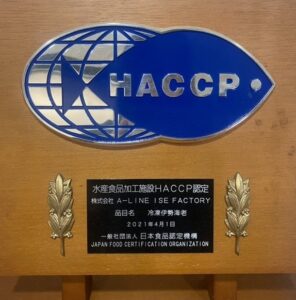 HACCP
水産食品加工施設HACCP認定
株式会社 A-LINE ISE FACTORY
品目名 冷凍伊勢海老
2021年4月1日
一般社団法人 日本食品認定機構
JAPAN FOOD CERTIFICATION ORGANIZATION